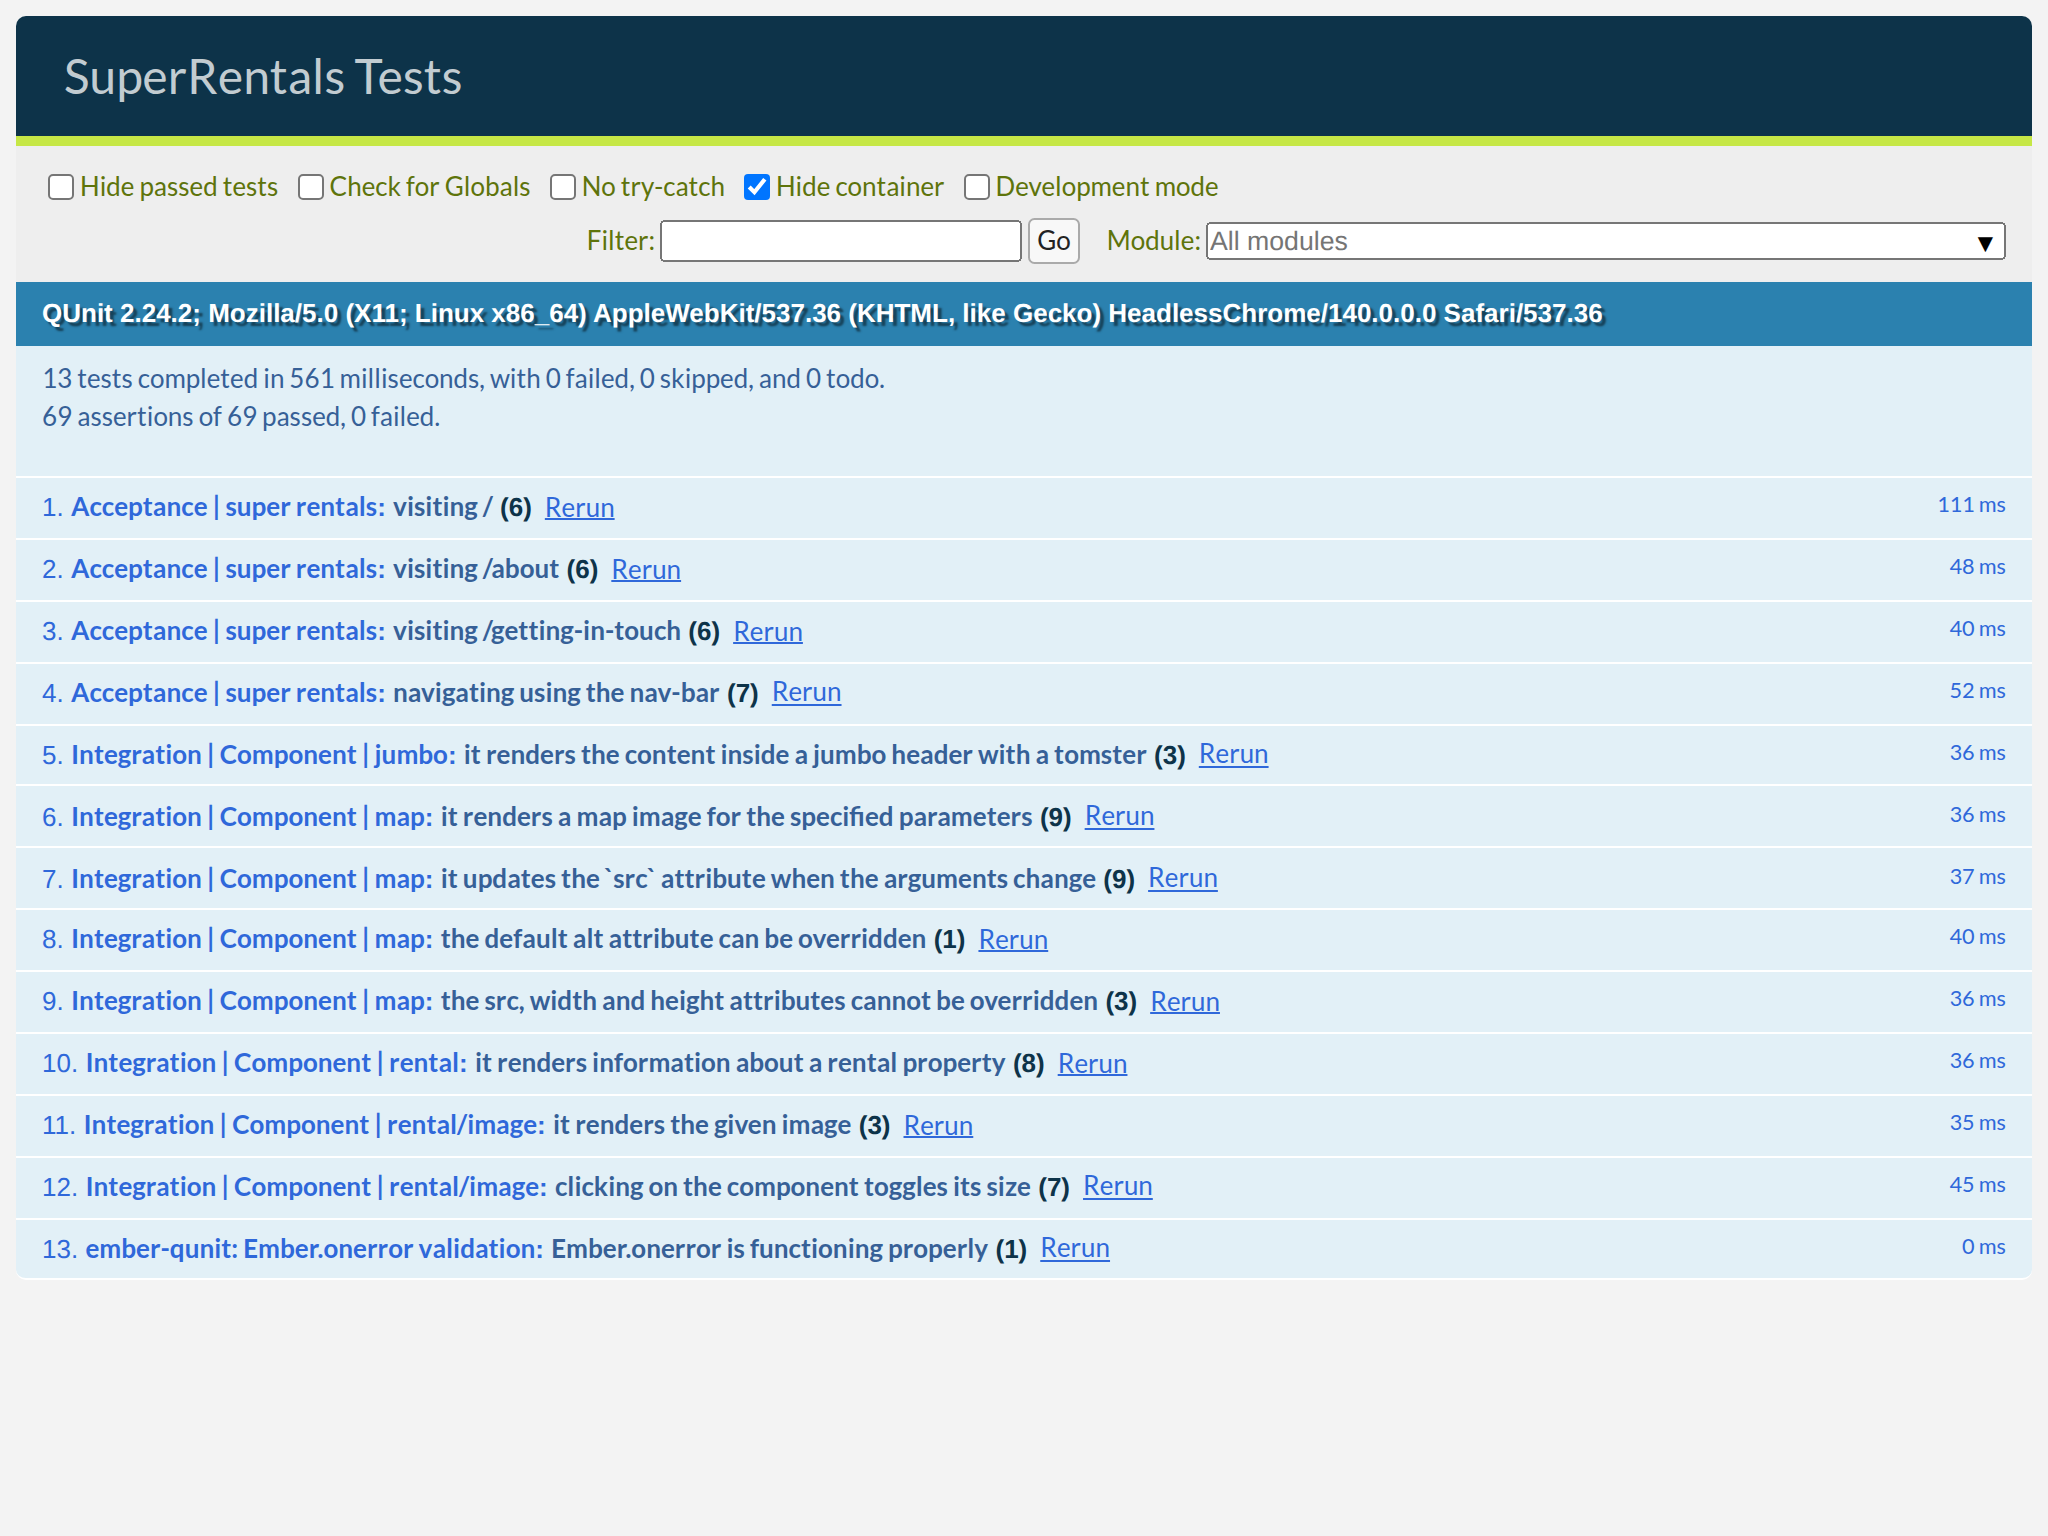 SuperRentals Tests
Hide passed tests Check for Globals No try-catch Hide container Development mode
Filter: Go Module: All modules ▼
QUnit 2.24.2; Mozilla/5.0 (X11; Linux x86_64) AppleWebKit/537.36 (KHTML, like Gecko) HeadlessChrome/140.0.0.0 Safari/537.36
13 tests completed in 561 milliseconds, with 0 failed, 0 skipped, and 0 todo.
69 assertions of 69 passed, 0 failed.
1. Acceptance | super rentals: visiting / (6) Rerun 111 ms
2. Acceptance | super rentals: visiting /about (6) Rerun 48 ms
3. Acceptance | super rentals: visiting /getting-in-touch (6) Rerun 40 ms
4. Acceptance | super rentals: navigating using the nav-bar (7) Rerun 52 ms
5. Integration | Component | jumbo: it renders the content inside a jumbo header with a tomster (3) Rerun 36 ms
6. Integration | Component | map: it renders a map image for the specified parameters (9) Rerun 36 ms
7. Integration | Component | map: it updates the `src` attribute when the arguments change (9) Rerun 37 ms
8. Integration | Component | map: the default alt attribute can be overridden (1) Rerun 40 ms
9. Integration | Component | map: the src, width and height attributes cannot be overridden (3) Rerun 36 ms
10. Integration | Component | rental: it renders information about a rental property (8) Rerun 36 ms
11. Integration | Component | rental/image: it renders the given image (3) Rerun 35 ms
12. Integration | Component | rental/image: clicking on the component toggles its size (7) Rerun 45 ms
13. ember-qunit: Ember.onerror validation: Ember.onerror is functioning properly (1) Rerun 0 ms